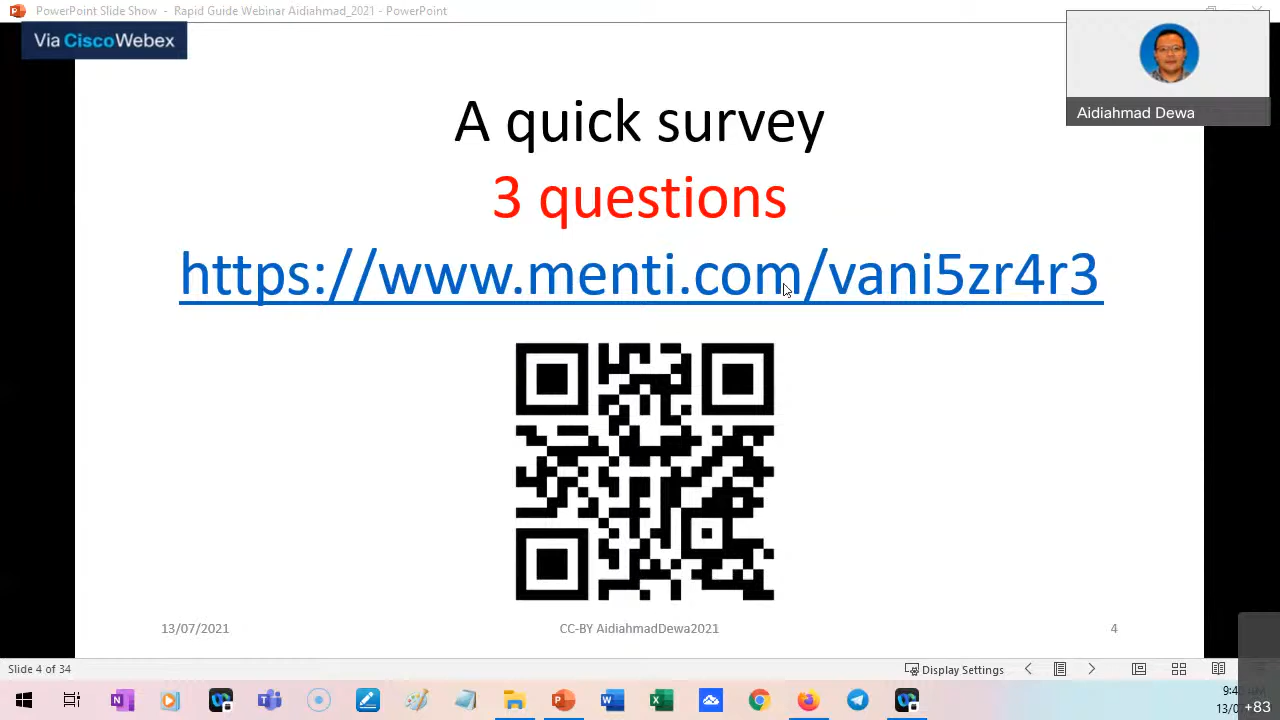 PowerPoint Slide Show - Rapid Guide Webinar Aidiahmad_2021 - PowerPoint
Via CiscoWebex
Aidiahmad Dewa
A quick survey
3 questions
https://www.menti.com/vani5zr4r3
13/07/2021
CC-BY AidiahmadDewa2021
4
Slide 4 of 34
Display Settings
+83